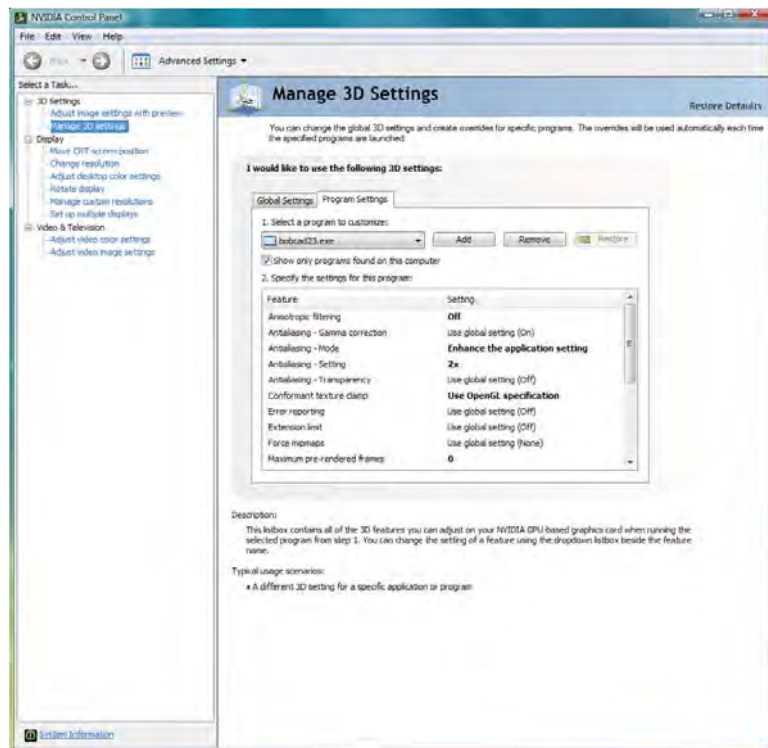 NVIDIA Control Panel
File Edit View Help
Advanced Settings
Select a Task...
3D Settings
Adjust image settings with preview
Manage 3D settings
Display
Move CRT screen position
Change resolution
Adjust desktop color settings
Rotate display
Manage custom resolutions
Set up multiple displays
Video & Television
Adjust video color settings
Adjust video image settings
System Information
Manage 3D Settings
Restore Defaults
You can change the global 3D settings and create overrides for specific programs. The overrides will be used automatically each time
the specified programs are launched.
I would like to use the following 3D settings:
Global Settings Program Settings
1. Select a program to customize:
bobcad23.exe Add Remove Restore
Show only programs found on this computer
2. Specify the settings for this program:
Feature Setting
Anisotropic filtering Off
Antialiasing - Gamma correction Use global setting (On)
Antialiasing - Mode Enhance the application setting
Antialiasing - Setting 2x
Antialiasing - Transparency Use global setting (Off)
Conformant texture clamp Use OpenGL specification
Error reporting Use global setting (Off)
Extension limit Use global setting (Off)
Force mipmaps Use global setting (None)
Maximum pre-rendered frames 0
Description:
This listbox contains all of the 3D features you can adjust on your NVIDIA GPU-based graphics card when running the
selected program from step 1. You can change the setting of a feature using the dropdown listbox beside the feature
name.
Typical usage scenarios:
• A different 3D setting for a specific application or program